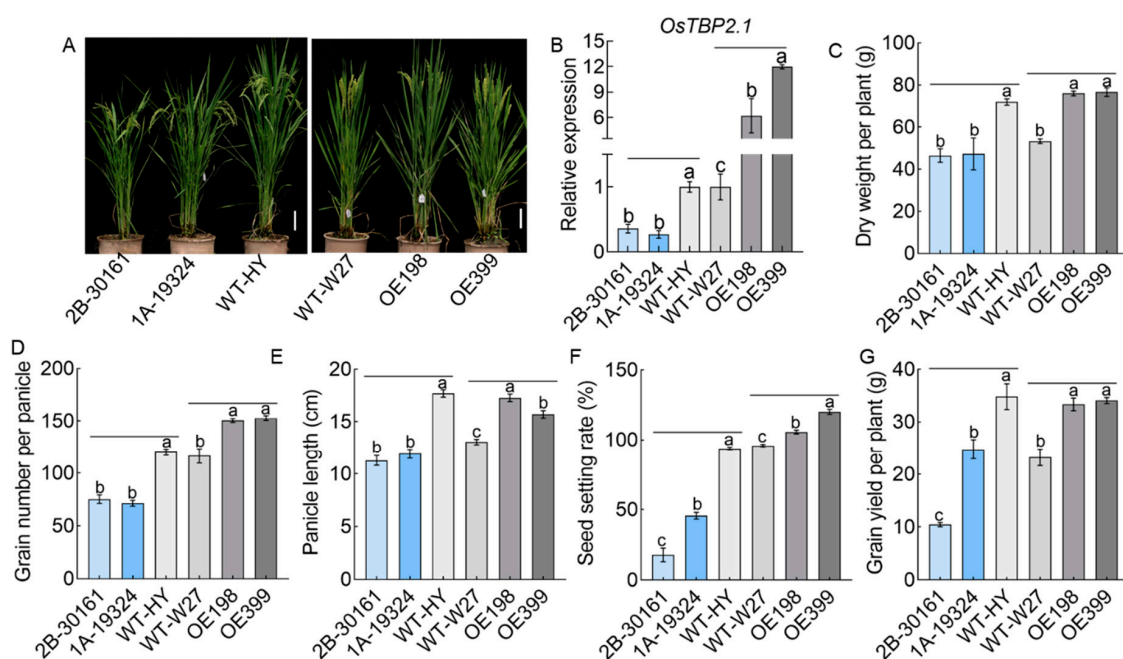 A
2B-30161
1A-19324
WT-HY
WT-W27
OE198
OE399
B
OsTBP2.1
Relative expression
15
12
9
6
1
0
b
b
a
c
b
a
2B-30161
1A-19324
WT-HY
WT-W27
OE198
OE399
C
Dry weight per plant (g)
100
80
60
40
20
0
b
b
a
b
a
a
2B-30161
1A-19324
WT-HY
WT-W27
OE198
OE399
D
Grain number per panicle
200
150
100
50
0
b
b
a
b
a
a
2B-30161
1A-19324
WT-HY
WT-W27
OE198
OE399
E
Panicle length (cm)
20
15
10
5
0
b
b
a
c
a
b
2B-30161
1A-19324
WT-HY
WT-W27
OE198
OE399
F
Seed setting rate (%)
150
100
50
0
c
b
a
c
b
a
2B-30161
1A-19324
WT-HY
WT-W27
OE198
OE399
G
Grain yield per plant (g)
40
30
20
10
0
c
b
a
b
a
a
2B-30161
1A-19324
WT-HY
WT-W27
OE198
OE399